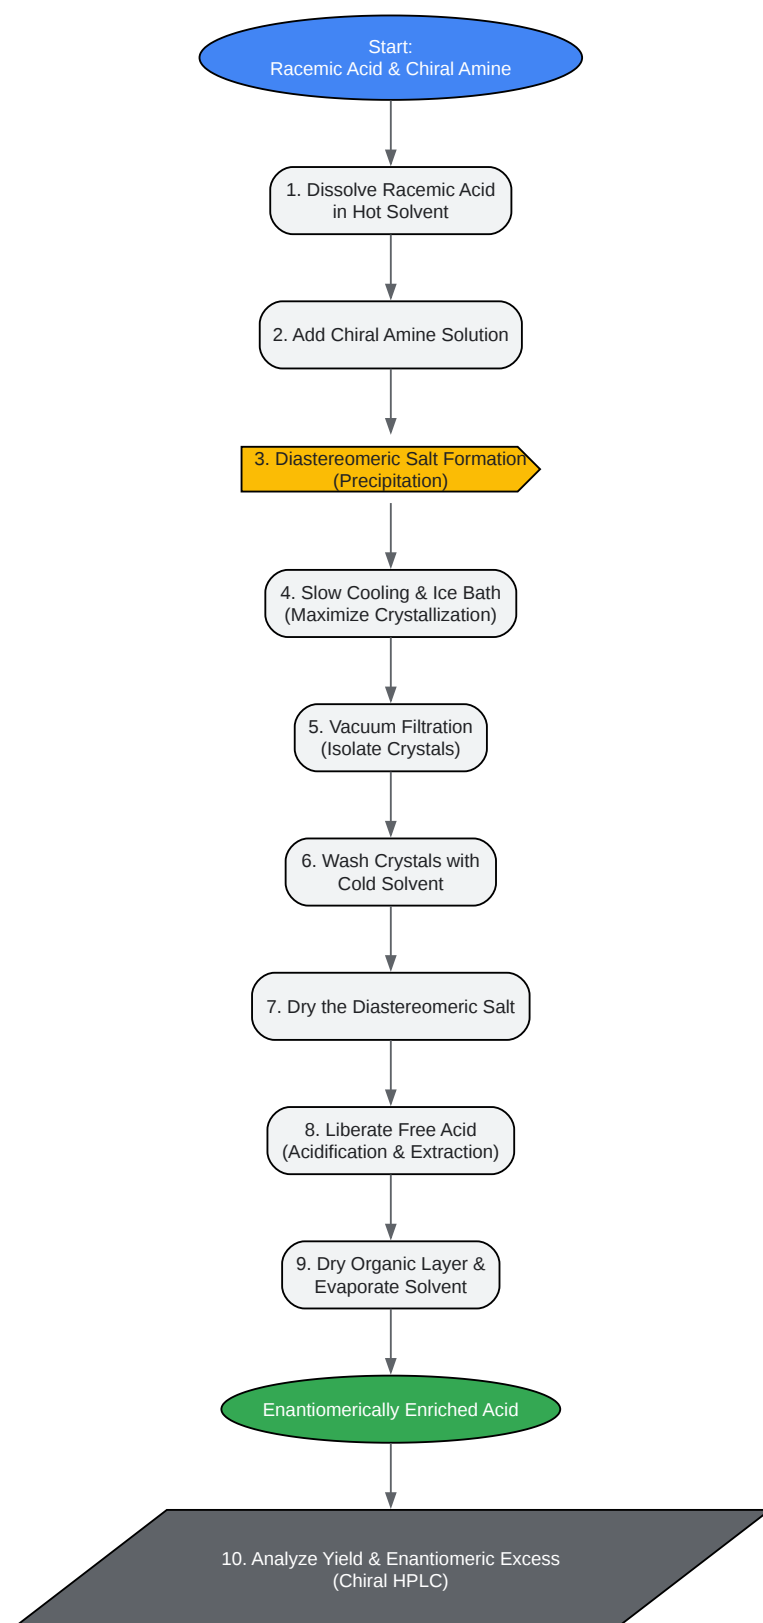 Start:
Racemic Acid & Chiral Amine
1. Dissolve Racemic Acid
in Hot Solvent
2. Add Chiral Amine Solution
3. Diastereomeric Salt Formation
(Precipitation)
4. Slow Cooling & Ice Bath
(Maximize Crystallization)
5. Vacuum Filtration
(Isolate Crystals)
6. Wash Crystals with
Cold Solvent
7. Dry the Diastereomeric Salt
8. Liberate Free Acid
(Acidification & Extraction)
9. Dry Organic Layer &
Evaporate Solvent
Enantiomerically Enriched Acid
10. Analyze Yield & Enantiomeric Excess
(Chiral HPLC)